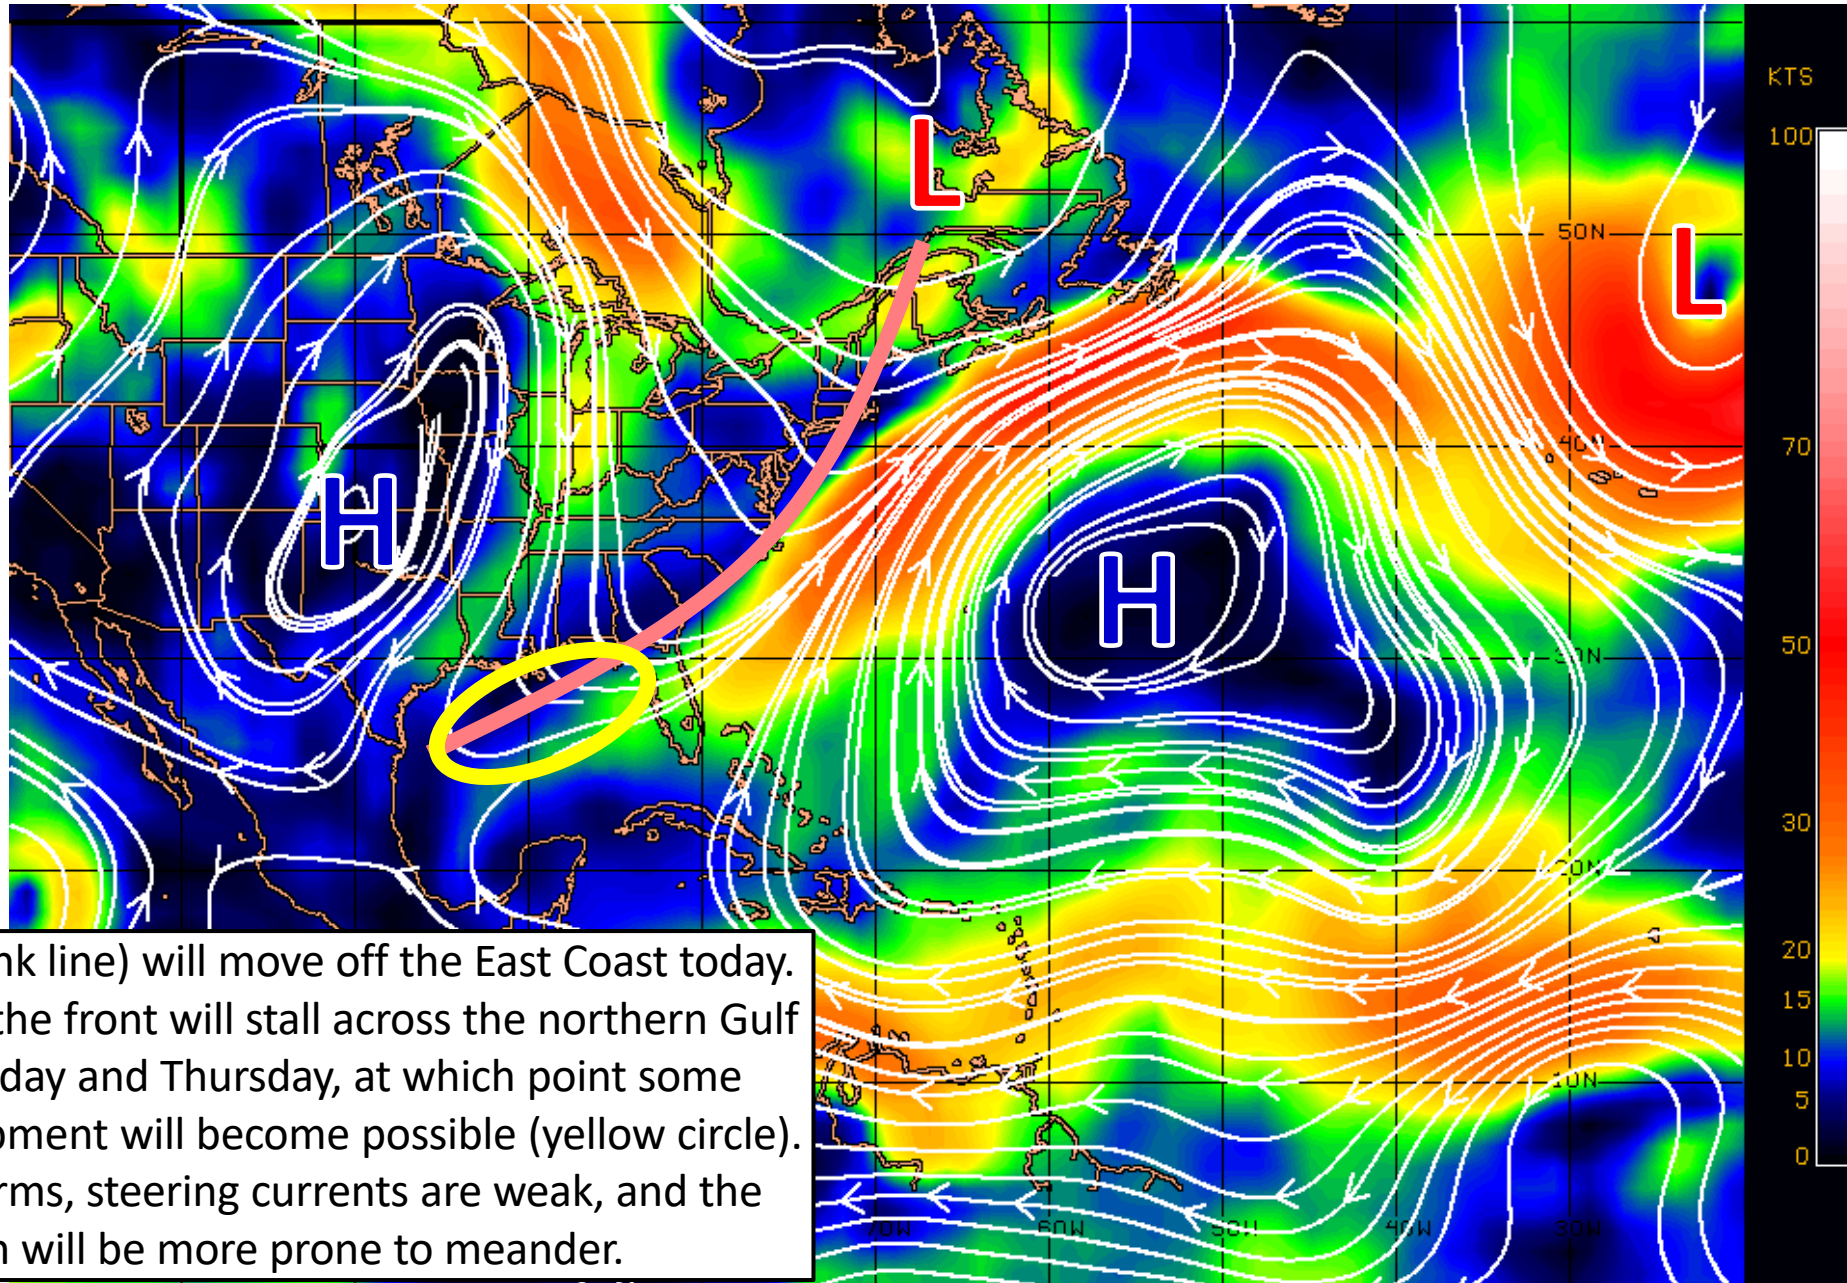 KTS
100
L
50N
L
40N
70
H
H
30N
50
30
20N
nk line) will move off the East Coast today.
the front will stall across the northern Gulf
day and Thursday, at which point some
pment will become possible (yellow circle).
rms, steering currents are weak, and the
n will be more prone to meander.
20
15
10
10N
5
0
70W 60W 50W 40W 30W